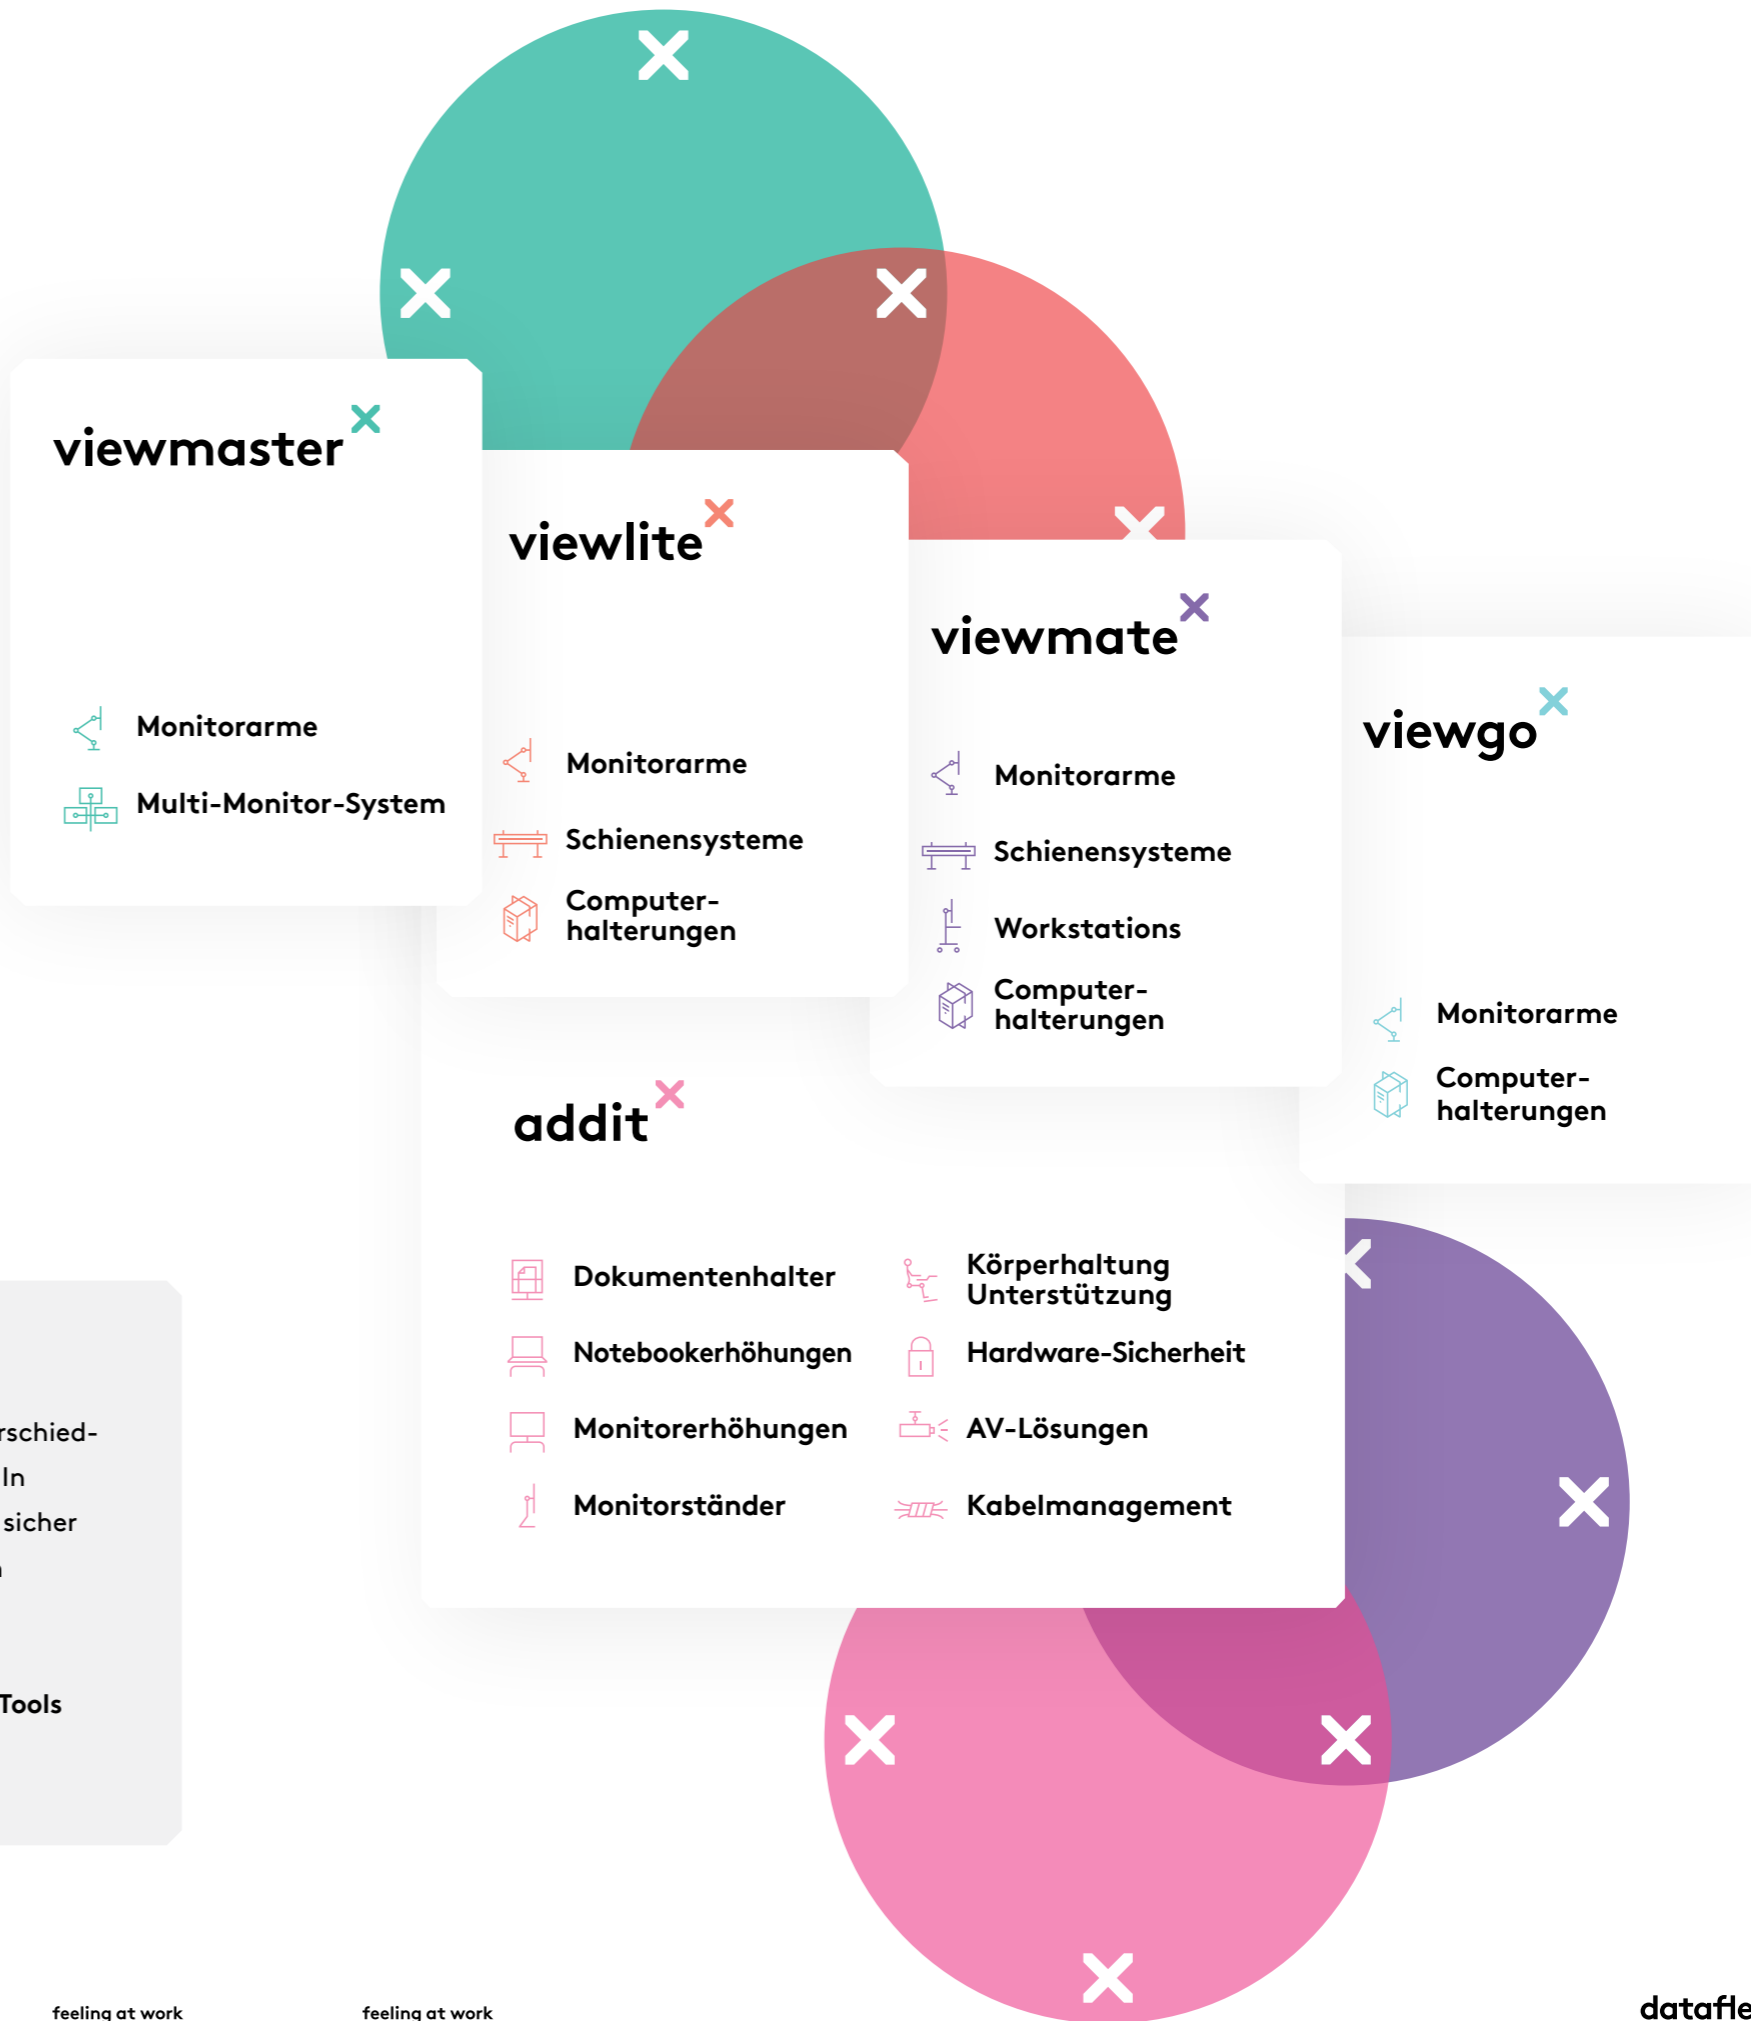 viewmaster
Monitorarme
Multi-Monitor-System
viewlite
Monitorarme
Schienensysteme
Computer-
halterungen
viewmate
Monitorarme
Schienensysteme
Workstations
Computer-
halterungen
viewgo
Monitorarme
Computer-
halterungen
addit
Dokumentenhalter
Notebookerhöhungen
Monitorerhöhungen
Monitorständer
Körperhaltung
Unterstützung
Hardware-Sicherheit
AV-Lösungen
Kabelmanagement
rschied-
ln
sicher
Tools
feeling at work
feeling at work
datafle